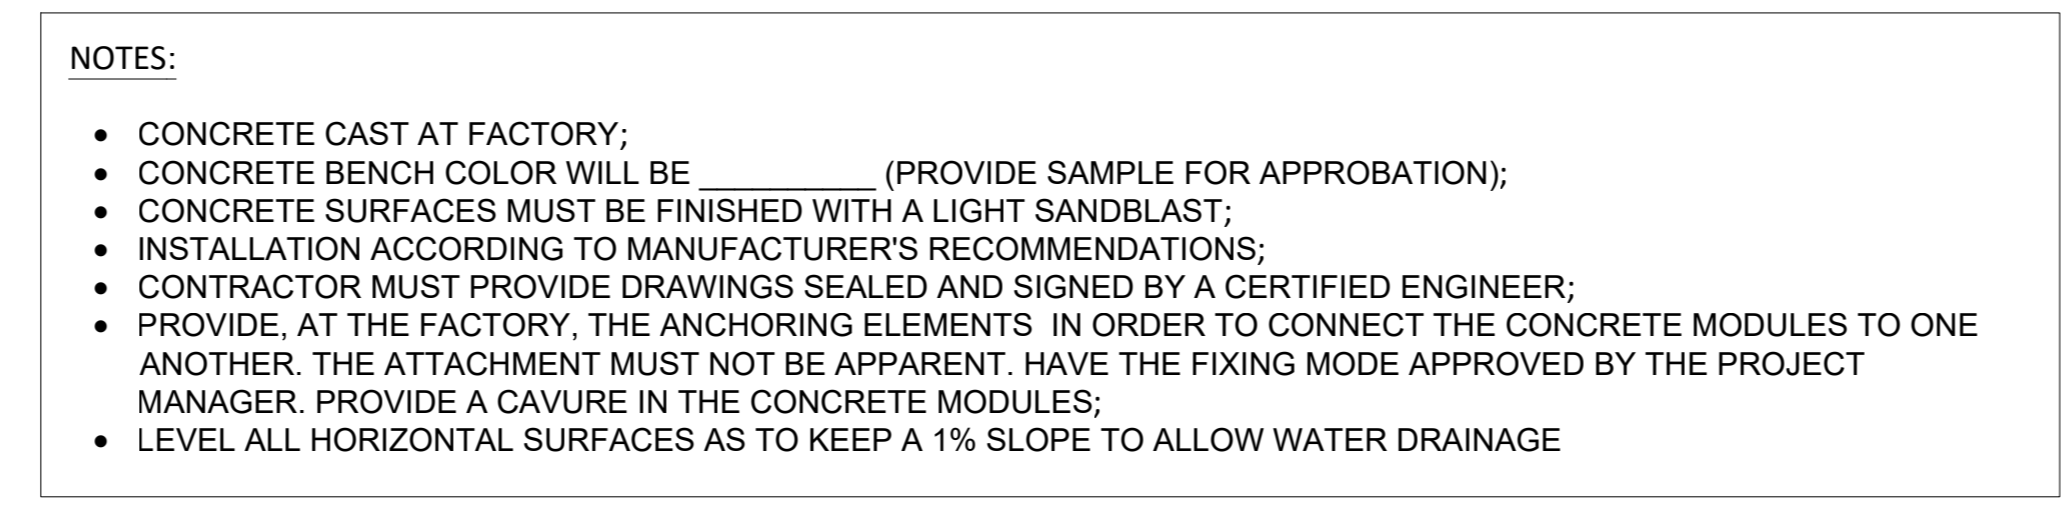 NOTES:
• CONCRETE CAST AT FACTORY;
• CONCRETE BENCH COLOR WILL BE __________ (PROVIDE SAMPLE FOR APPROBATION);
• CONCRETE SURFACES MUST BE FINISHED WITH A LIGHT SANDBLAST;
• INSTALLATION ACCORDING TO MANUFACTURER'S RECOMMENDATIONS;
• CONTRACTOR MUST PROVIDE DRAWINGS SEALED AND SIGNED BY A CERTIFIED ENGINEER;
• PROVIDE, AT THE FACTORY, THE ANCHORING ELEMENTS  IN ORDER TO CONNECT THE CONCRETE MODULES TO ONE
ANOTHER. THE ATTACHMENT MUST NOT BE APPARENT. HAVE THE FIXING MODE APPROVED BY THE PROJECT
MANAGER. PROVIDE A CAVURE IN THE CONCRETE MODULES;
• LEVEL ALL HORIZONTAL SURFACES AS TO KEEP A 1% SLOPE TO ALLOW WATER DRAINAGE